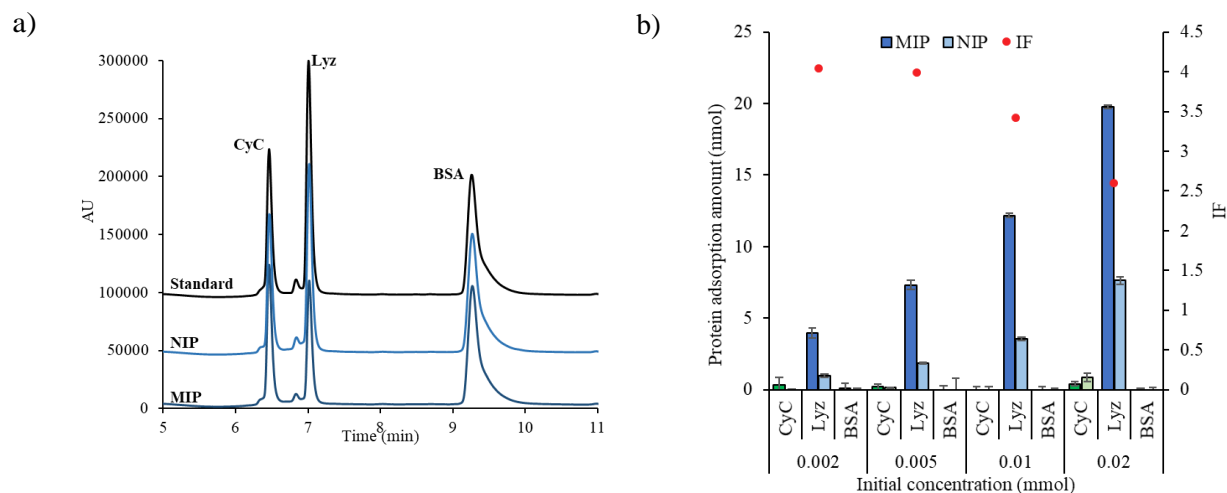 a)
300000
250000
200000
150000
100000
50000
0
AU
CyC
Lyz
BSA
Standard
NIP
MIP
5 6 7 8 9 10 11
Time (min)
b)
MIP NIP IF
25
20
15
10
5
0
Protein adsorption amount (nmol)
4.5
4
3.5
3
2.5
2
1.5
1
0.5
0
IF
CyC Lyz BSA CyC Lyz BSA CyC Lyz BSA CyC Lyz BSA
0.002 0.005 0.01 0.02
Initial concentration (mmol)